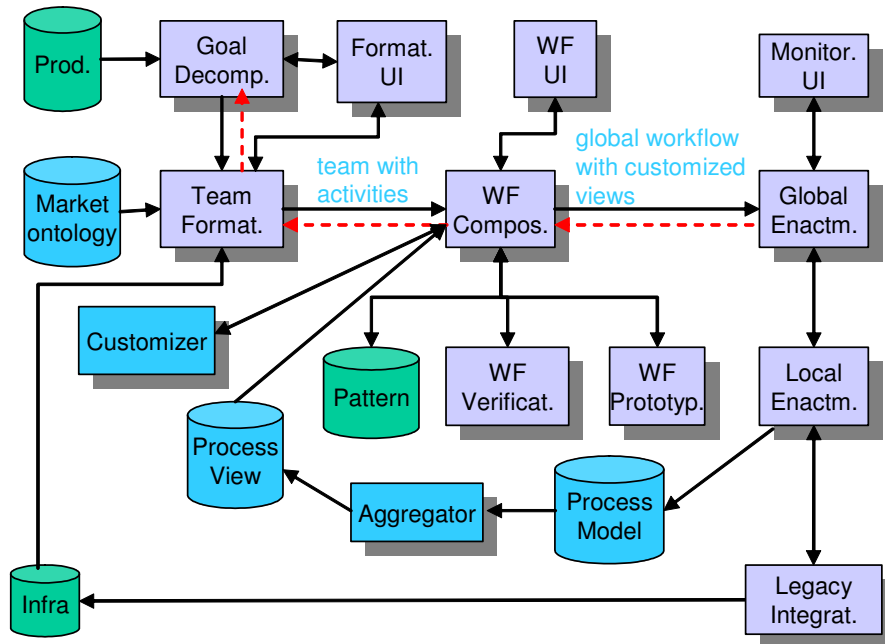 Prod.
Goal
Decomp.
Format.
UI
WF
UI
Monitor.
UI
Market
ontology
Team
Format.
team with
activities
WF
Compos.
global workflow
with customized
views
Global
Enactm.
Customizer
Pattern
WF
Verificat.
WF
Prototyp.
Local
Enactm.
Process
View
Aggregator
Process
Model
Infra
Legacy
Integrat.